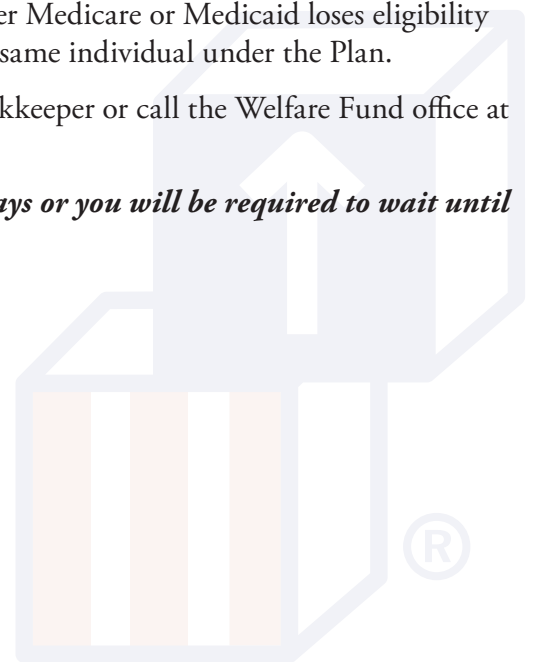 er Medicare or Medicaid loses eligibility
same individual under the Plan.
kkeeper or call the Welfare Fund office at
ays or you will be required to wait until
®